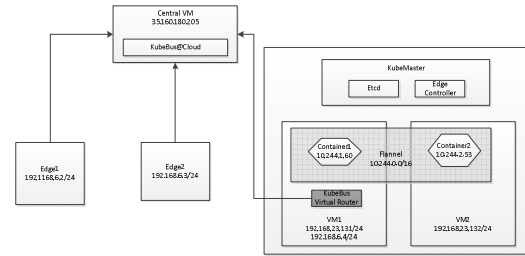 Central VM
35.160.180.205
KubeBus@Cloud
KubeMaster
Etcd
Edge
Controller
Edge1
192.1168.6.2/24
Edge2
192.168.6.3/24
Container1
10.244.1.60
Flannel
10.244.0.0/16
Container2
10.244.2.53
KubeBus
Virtual Router
VM1
192.168.23.131/24
192.168.6.4/24
VM2
192.168.23.132/24